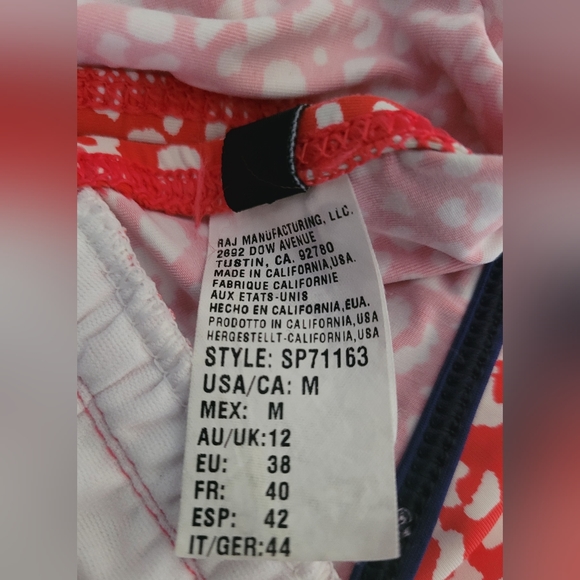 RAJ MANUFACTURING, LLC.
2692 DOW AVENUE
TUSTIN, CA. 92780
MADE IN CALIFORNIA,USA.
FABRIQUE CALIFORNIE
AUX ETATS-UNIS
HECHO EN CALIFORNIA,EUA.
PRODOTTO IN CALIFORNIA,USA
HERGESTELLT-CALIFORNIA,USA
STYLE: SP71163
USA/CA: M
MEX: M
AU/UK:12
EU: 38
FR: 40
ESP: 42
IT/GER:44